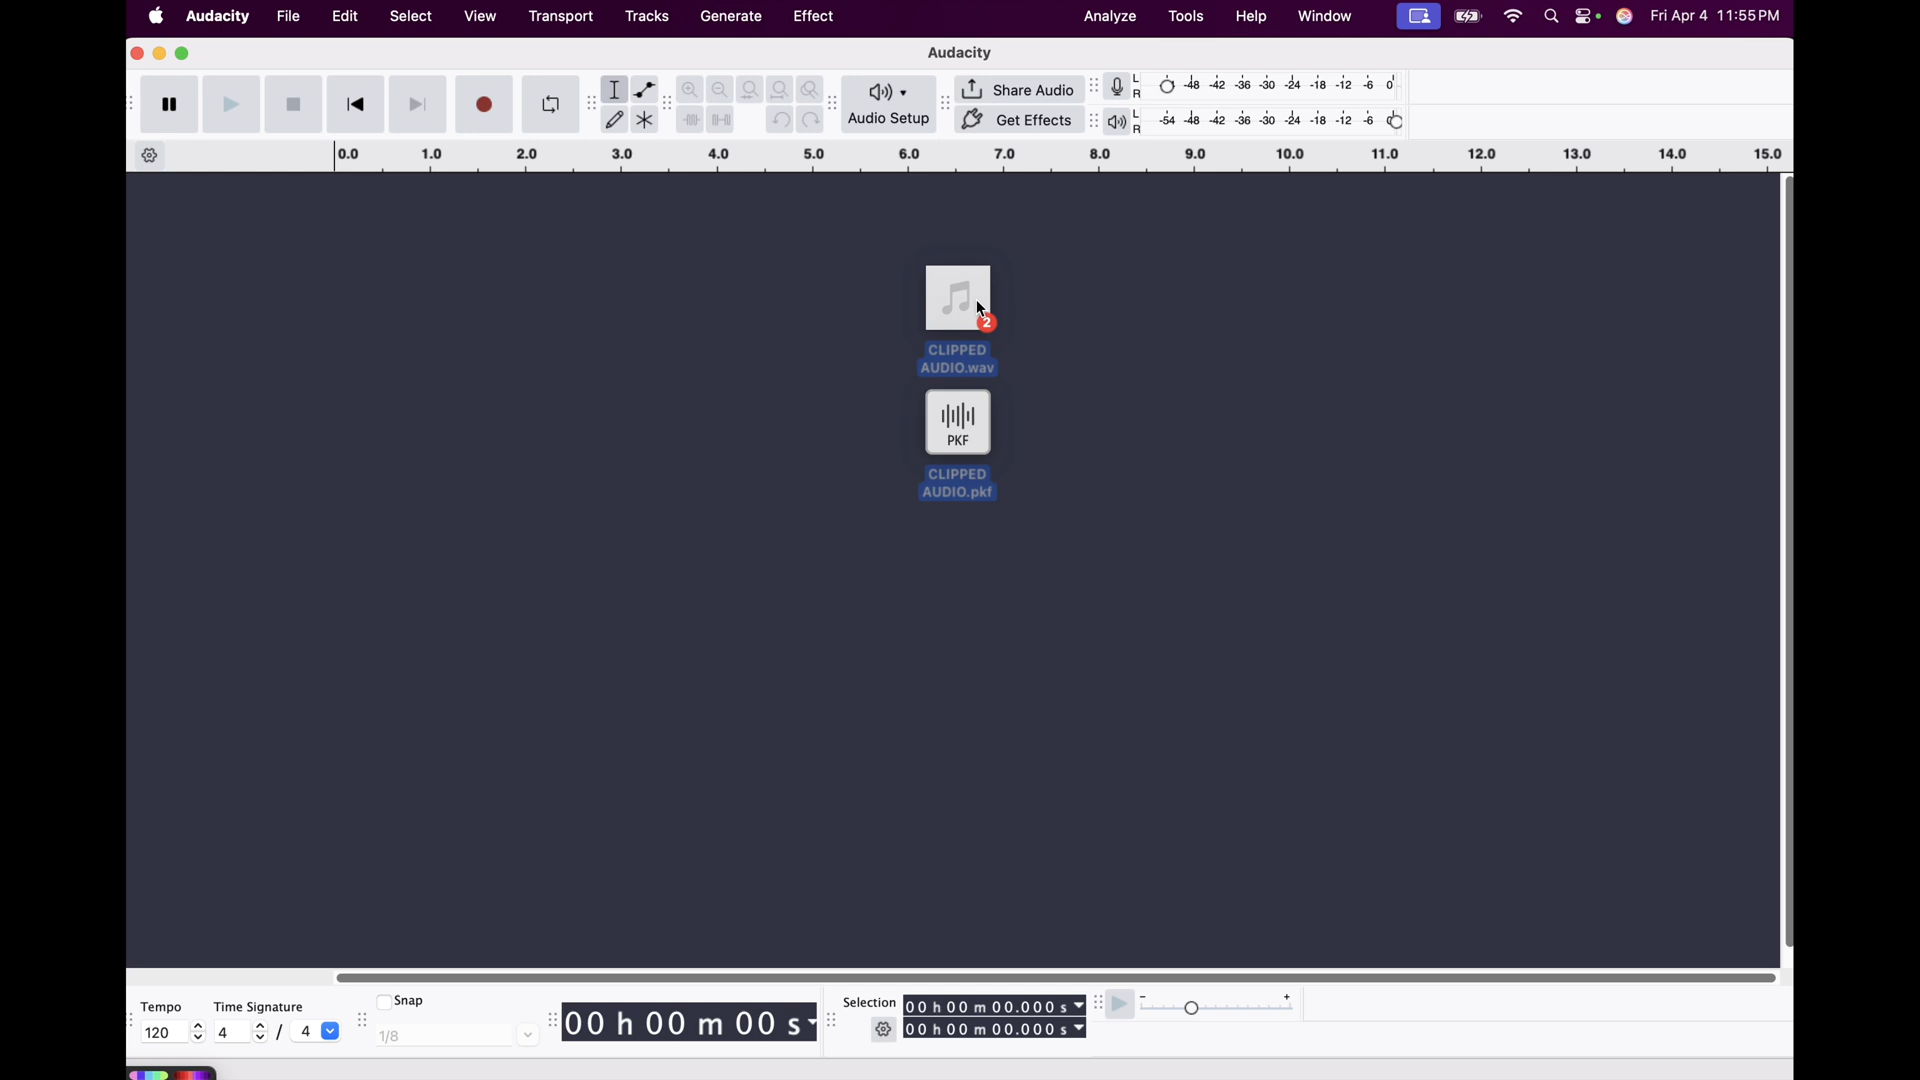 Audacity File Edit Select View Transport Tracks Generate Effect Analyze Tools Help Window Fri Apr 4 11:55 PM
Audacity
Audio Setup
Share Audio
Get Effects
L
R
-48 -42 -36 -30 -24 -18 -12 -6 0
L
R
-54 -48 -42 -36 -30 -24 -18 -12 -6 0
0.0 1.0 2.0 3.0 4.0 5.0 6.0 7.0 8.0 9.0 10.0 11.0 12.0 13.0 14.0 15.0
2
CLIPPED
AUDIO.wav
PKF
CLIPPED
AUDIO.pkf
Tempo
120
Time Signature
4 / 4
Snap
1/8
00 h 00 m 00 s
Selection
00 h 00 m 00.000 s
00 h 00 m 00.000 s
- +